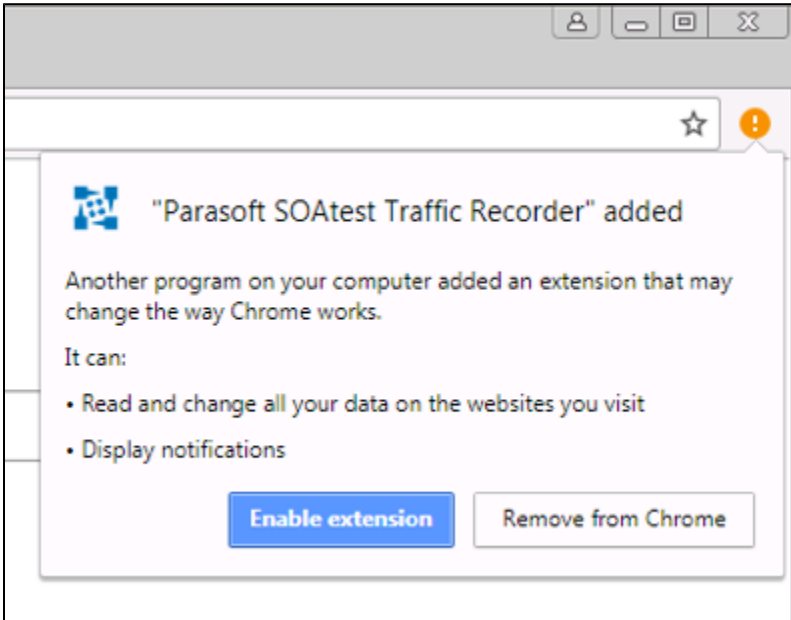 "Parasoft SOAtest Traffic Recorder" added
Another program on your computer added an extension that may
change the way Chrome works.
It can:
• Read and change all your data on the websites you visit
• Display notifications
Enable extension
Remove from Chrome